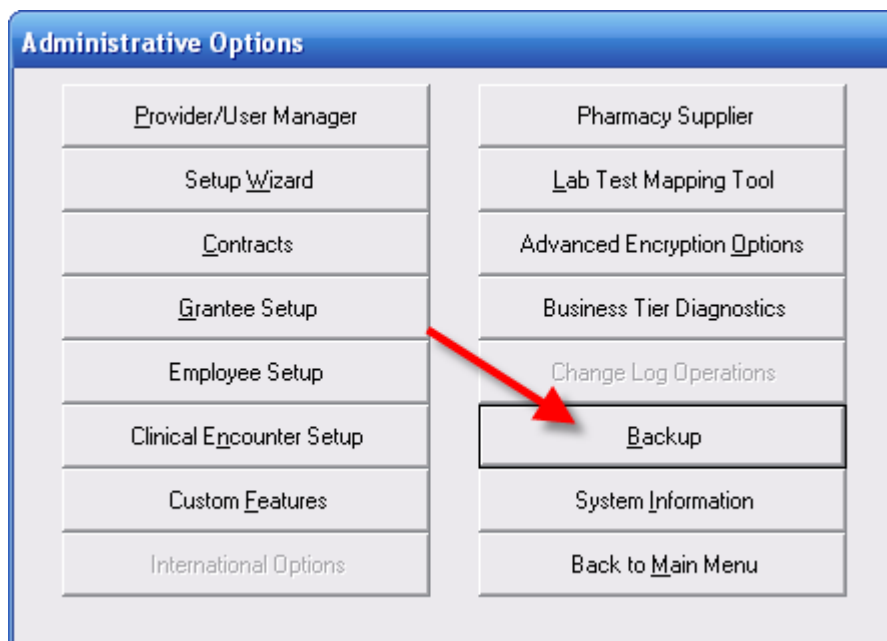 Administrative Options
Provider/User Manager
Setup Wizard
Contracts
Grantee Setup
Employee Setup
Clinical Encounter Setup
Custom Features
International Options
Pharmacy Supplier
Lab Test Mapping Tool
Advanced Encryption Options
Business Tier Diagnostics
Change Log Operations
Backup
System Information
Back to Main Menu